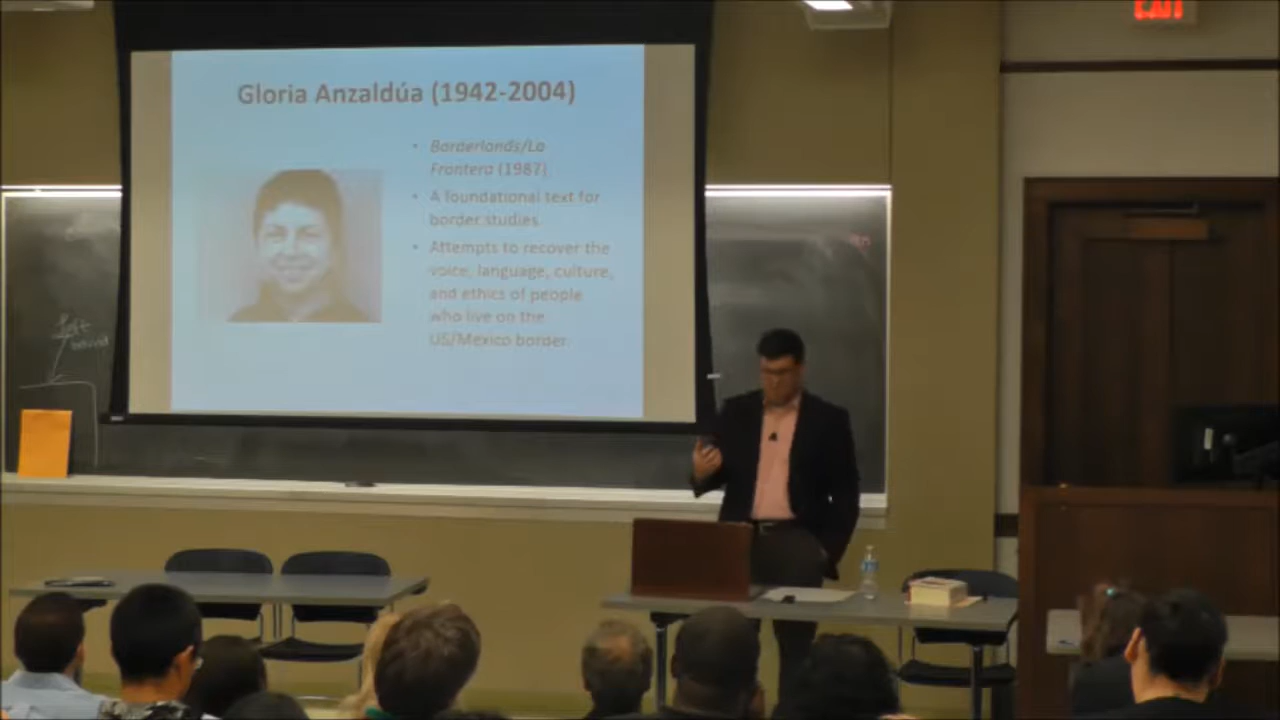 EXIT
Gloria Anzaldúa (1942-2004)
• Borderlands/La
Frontera (1987)
• A foundational text for
border studies
• Attempts to recover the
voice, language, culture,
and ethics of people
who live on the
US/Mexico border
left